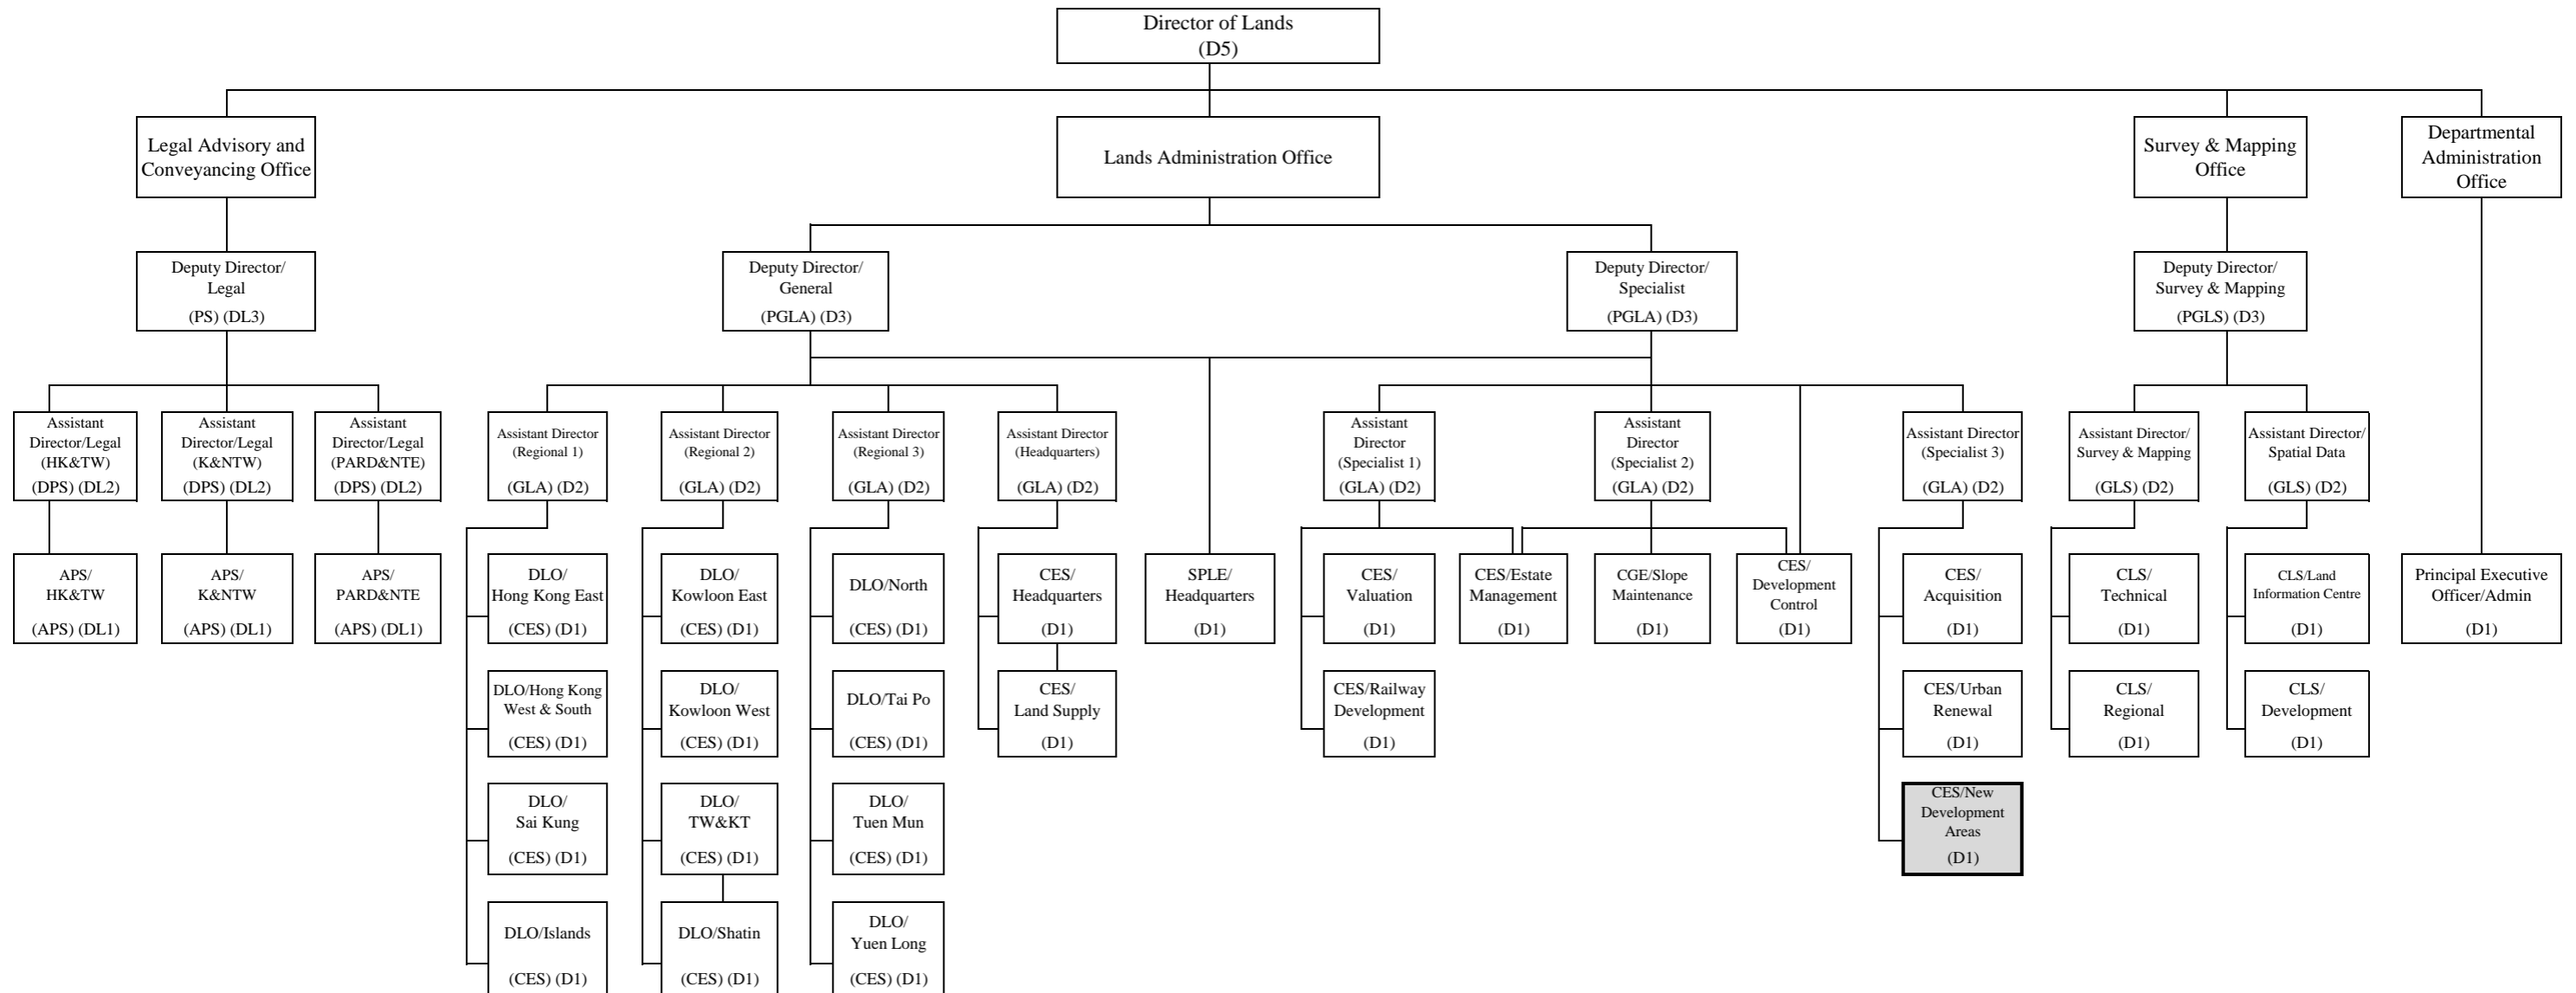 Director of Lands
(D5)
Legal Advisory and
Conveyancing Office
Lands Administration Office
Survey & Mapping
Office
Departmental
Administration
Office
Deputy Director/
Legal
(PS) (DL3)
Deputy Director/
General
(PGLA) (D3)
Deputy Director/
Specialist
(PGLA) (D3)
Deputy Director/
Survey & Mapping
(PGLS) (D3)
Assistant
Director/Legal
(HK&TW)
(DPS) (DL2)
Assistant
Director/Legal
(K&NTW)
(DPS) (DL2)
Assistant
Director/Legal
(PARD&NTE)
(DPS) (DL2)
Assistant Director
(Regional 1)
(GLA) (D2)
Assistant Director
(Regional 2)
(GLA) (D2)
Assistant Director
(Regional 3)
(GLA) (D2)
Assistant Director
(Headquarters)
(GLA) (D2)
Assistant
Director
(Specialist 1)
(GLA) (D2)
Assistant
Director
(Specialist 2)
(GLA) (D2)
Assistant Director
(Specialist 3)
(GLA) (D2)
Assistant Director/
Survey & Mapping
(GLS) (D2)
Assistant Director/
Spatial Data
(GLS) (D2)
APS/
HK&TW
(APS) (DL1)
APS/
K&NTW
(APS) (DL1)
APS/
PARD&NTE
(APS) (DL1)
DLO/
Hong Kong East
(CES) (D1)
DLO/
Kowloon East
(CES) (D1)
DLO/North
(CES) (D1)
CES/
Headquarters
(D1)
SPLE/
Headquarters
(D1)
CES/
Valuation
(D1)
CES/Estate
Management
(D1)
CGE/Slope
Maintenance
(D1)
CES/
Development
Control
(D1)
CES/
Acquisition
(D1)
CLS/
Technical
(D1)
CLS/Land
Information Centre
(D1)
Principal Executive
Officer/Admin
(D1)
DLO/Hong Kong
West & South
(CES) (D1)
DLO/
Kowloon West
(CES) (D1)
DLO/Tai Po
(CES) (D1)
CES/
Land Supply
(D1)
CES/Railway
Development
(D1)
CES/Urban
Renewal
(D1)
CLS/
Regional
(D1)
CLS/
Development
(D1)
DLO/
Sai Kung
(CES) (D1)
DLO/
TW&KT
(CES) (D1)
DLO/
Tuen Mun
(CES) (D1)
CES/New
Development
Areas
(D1)
DLO/Islands
(CES) (D1)
DLO/Shatin
(CES) (D1)
DLO/
Yuen Long
(CES) (D1)